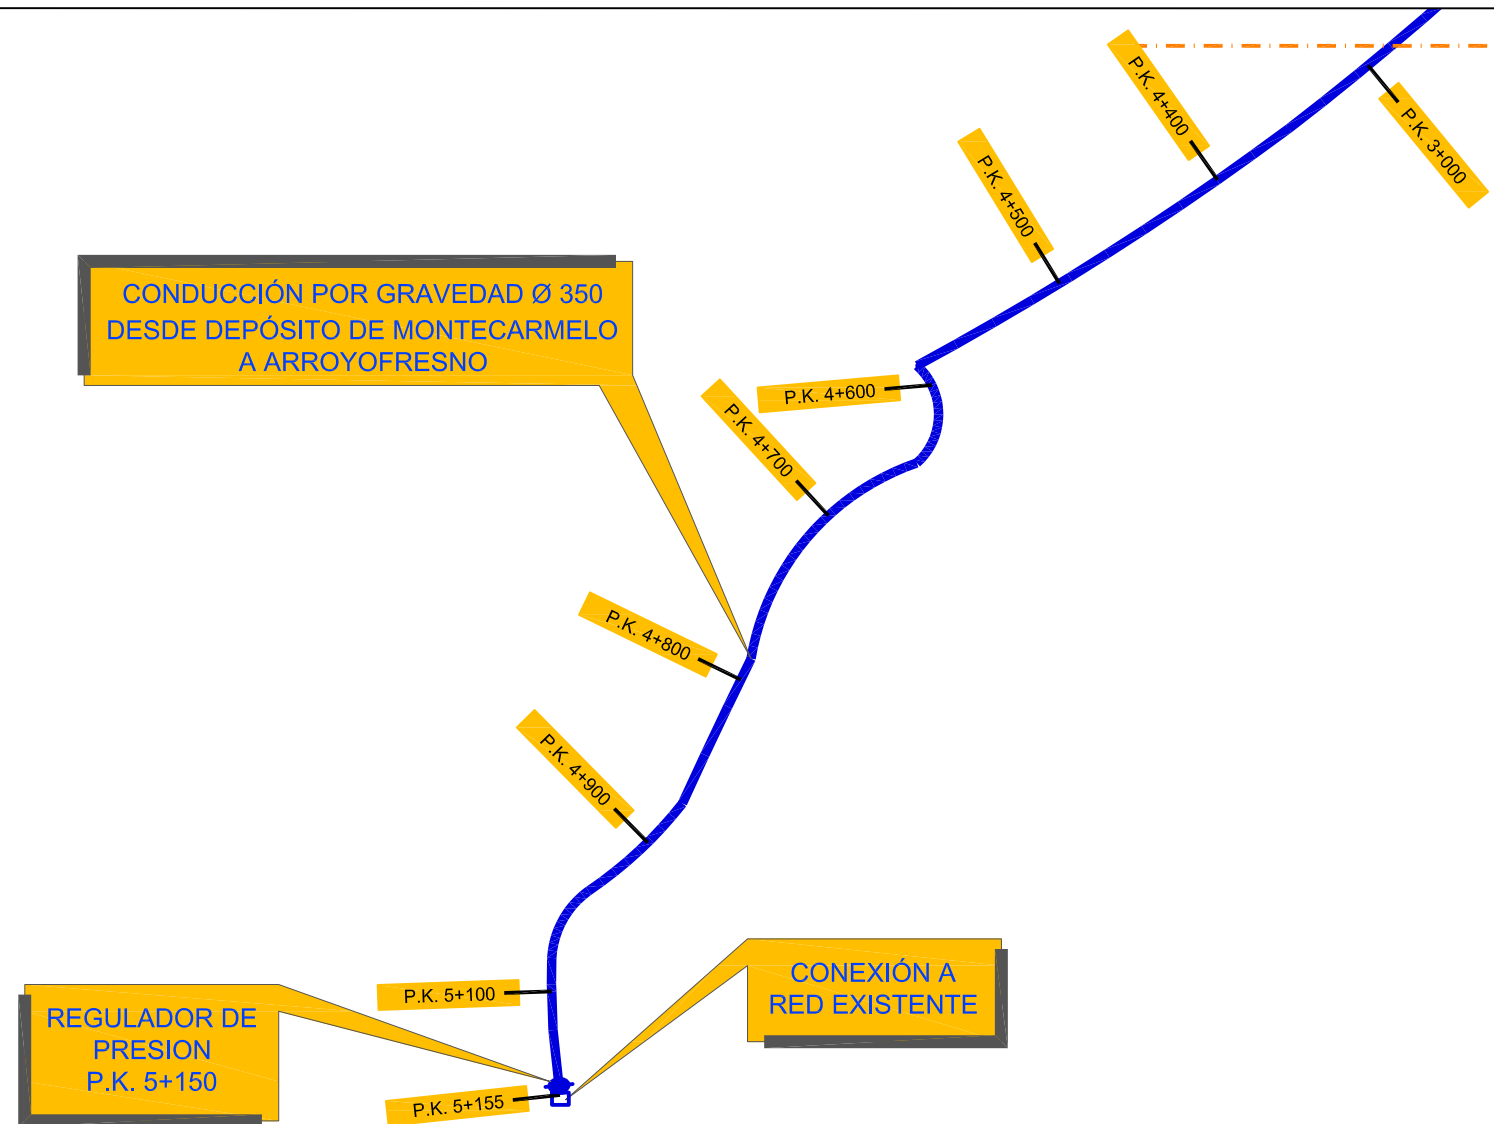 P.K. 4+400
P.K. 3+000
P.K. 4+500
CONDUCCIÓN POR GRAVEDAD Ø 350
DESDE DEPÓSITO DE MONTECARMELO
A ARROYOFRESNO
P.K. 4+600
P.K. 4+700
P.K. 4+800
P.K. 4+900
CONEXIÓN A
RED EXISTENTE
P.K. 5+100
REGULADOR DE
PRESION
P.K. 5+150
P.K. 5+155